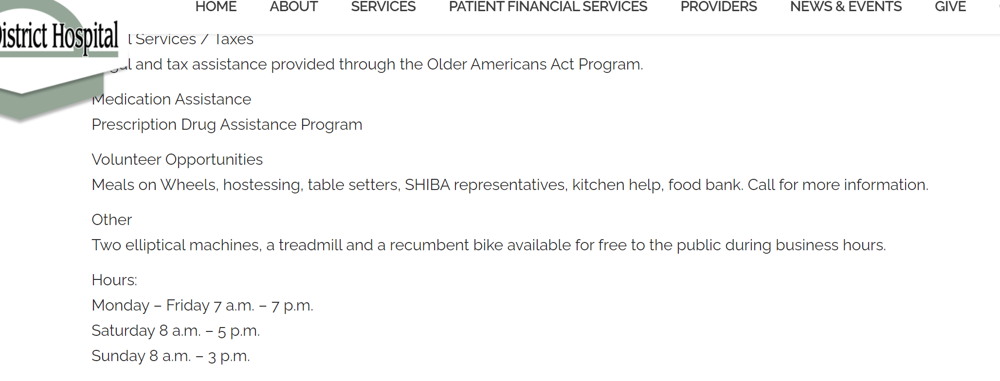 HOME ABOUT SERVICES PATIENT FINANCIAL SERVICES PROVIDERS NEWS & EVENTS GIVE
District Hospital
Services / Taxes
and tax assistance provided through the Older Americans Act Program.
Medication Assistance
Prescription Drug Assistance Program
Volunteer Opportunities
Meals on Wheels, hostessing, table setters, SHIBA representatives, kitchen help, food bank. Call for more information.
Other
Two elliptical machines, a treadmill and a recumbent bike available for free to the public during business hours.
Hours:
Monday – Friday 7 a.m. – 7 p.m.
Saturday 8 a.m. – 5 p.m.
Sunday 8 a.m. – 3 p.m.